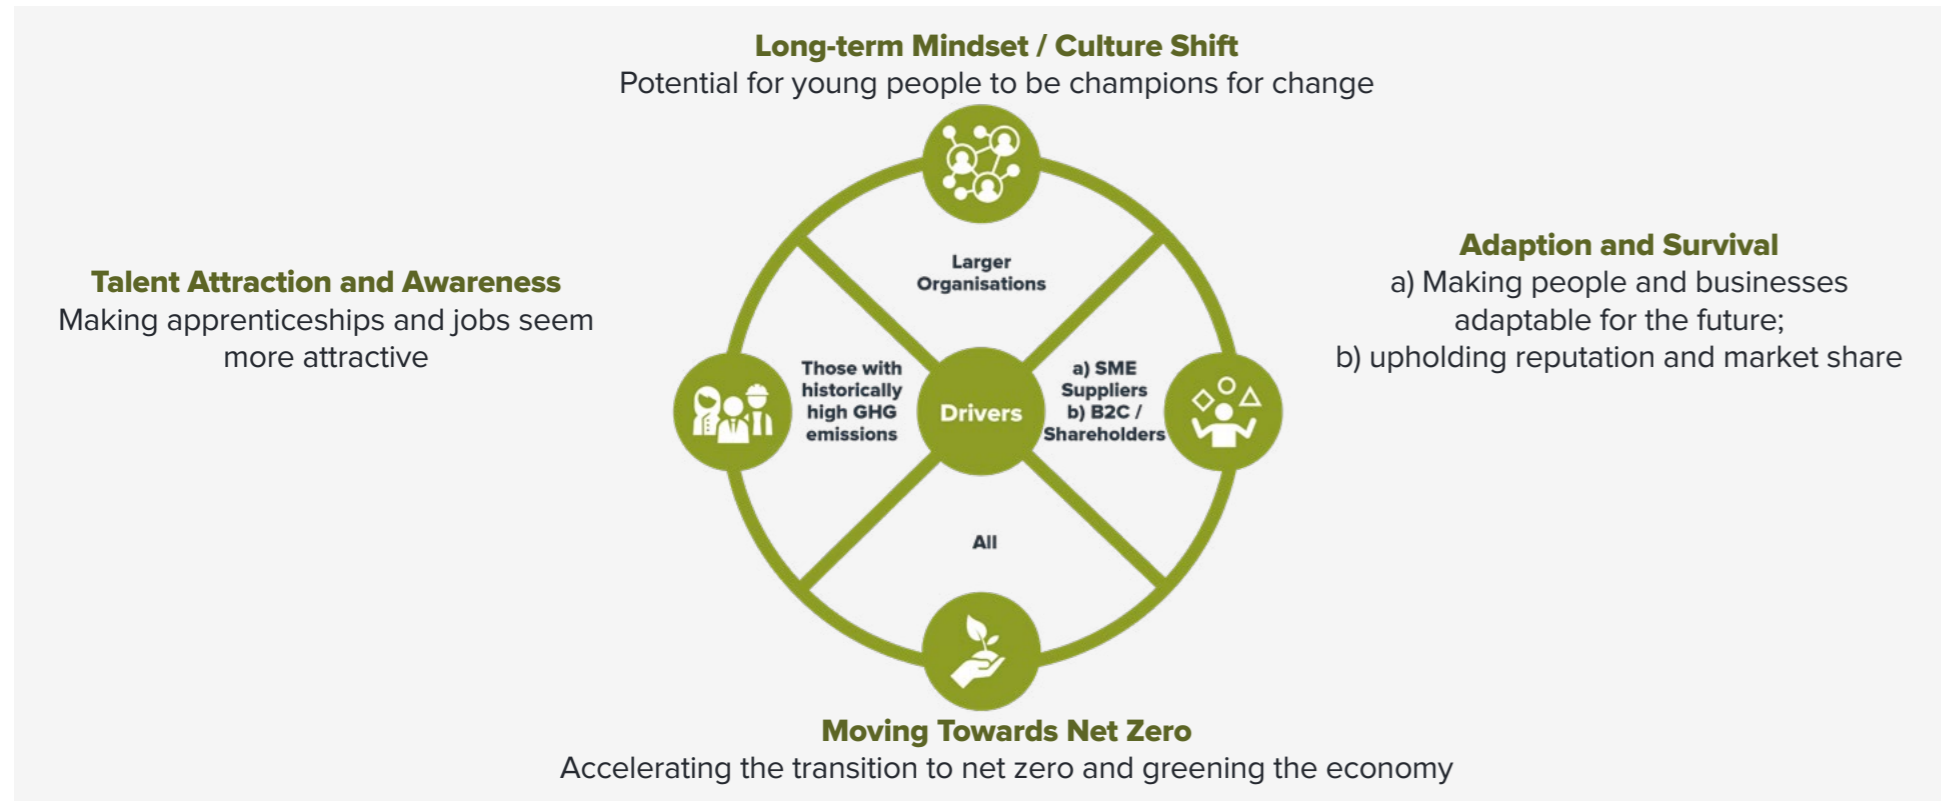 Long-term Mindset / Culture Shift
Potential for young people to be champions for change
Talent Attraction and Awareness
Making apprenticeships and jobs seem
more attractive
Adaption and Survival
a) Making people and businesses
adaptable for the future;
b) upholding reputation and market share
Larger
Organisations
Those with
historically
high GHG
emissions
Drivers
a) SME
Suppliers
b) B2C /
Shareholders
All
Moving Towards Net Zero
Accelerating the transition to net zero and greening the economy